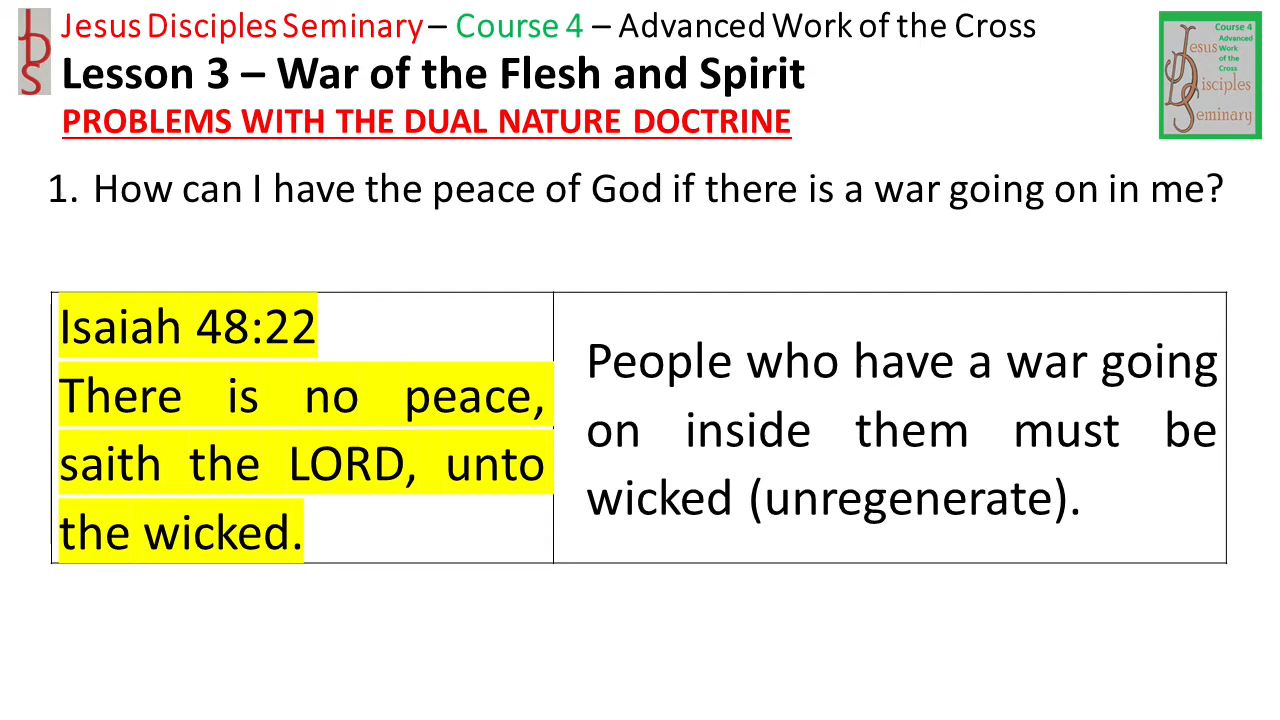 JDS
Jesus Disciples Seminary – Course 4 – Advanced Work of the Cross
Lesson 3 – War of the Flesh and Spirit
PROBLEMS WITH THE DUAL NATURE DOCTRINE
Course 4
Advanced
Work
of the
Cross
Jesus
Disciples
Seminary
1. How can I have the peace of God if there is a war going on in me?
Isaiah 48:22
There is no peace,
saith the LORD, unto
the wicked.
People who have a war going
on inside them must be
wicked (unregenerate).